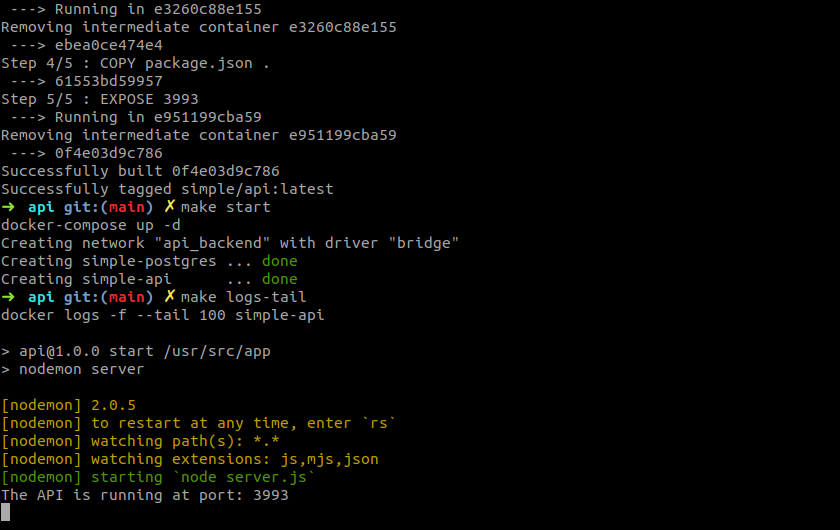 ---> Running in e3260c88e155
Removing intermediate container e3260c88e155
---> ebea0ce474e4
Step 4/5 : COPY package.json .
---> 61553bd59957
Step 5/5 : EXPOSE 3993
---> Running in e951199cba59
Removing intermediate container e951199cba59
---> 0f4e03d9c786
Successfully built 0f4e03d9c786
Successfully tagged simple/api:latest
➜ api git:(main) ✗ make start
docker-compose up -d
Creating network "api_backend" with driver "bridge"
Creating simple-postgres ... done
Creating simple-api      ... done
➜ api git:(main) ✗ make logs-tail
docker logs -f --tail 100 simple-api
> api@1.0.0 start /usr/src/app
> nodemon server
[nodemon] 2.0.5
[nodemon] to restart at any time, enter `rs`
[nodemon] watching path(s): *.*
[nodemon] watching extensions: js,mjs,json
[nodemon] starting `node server.js`
The API is running at port: 3993